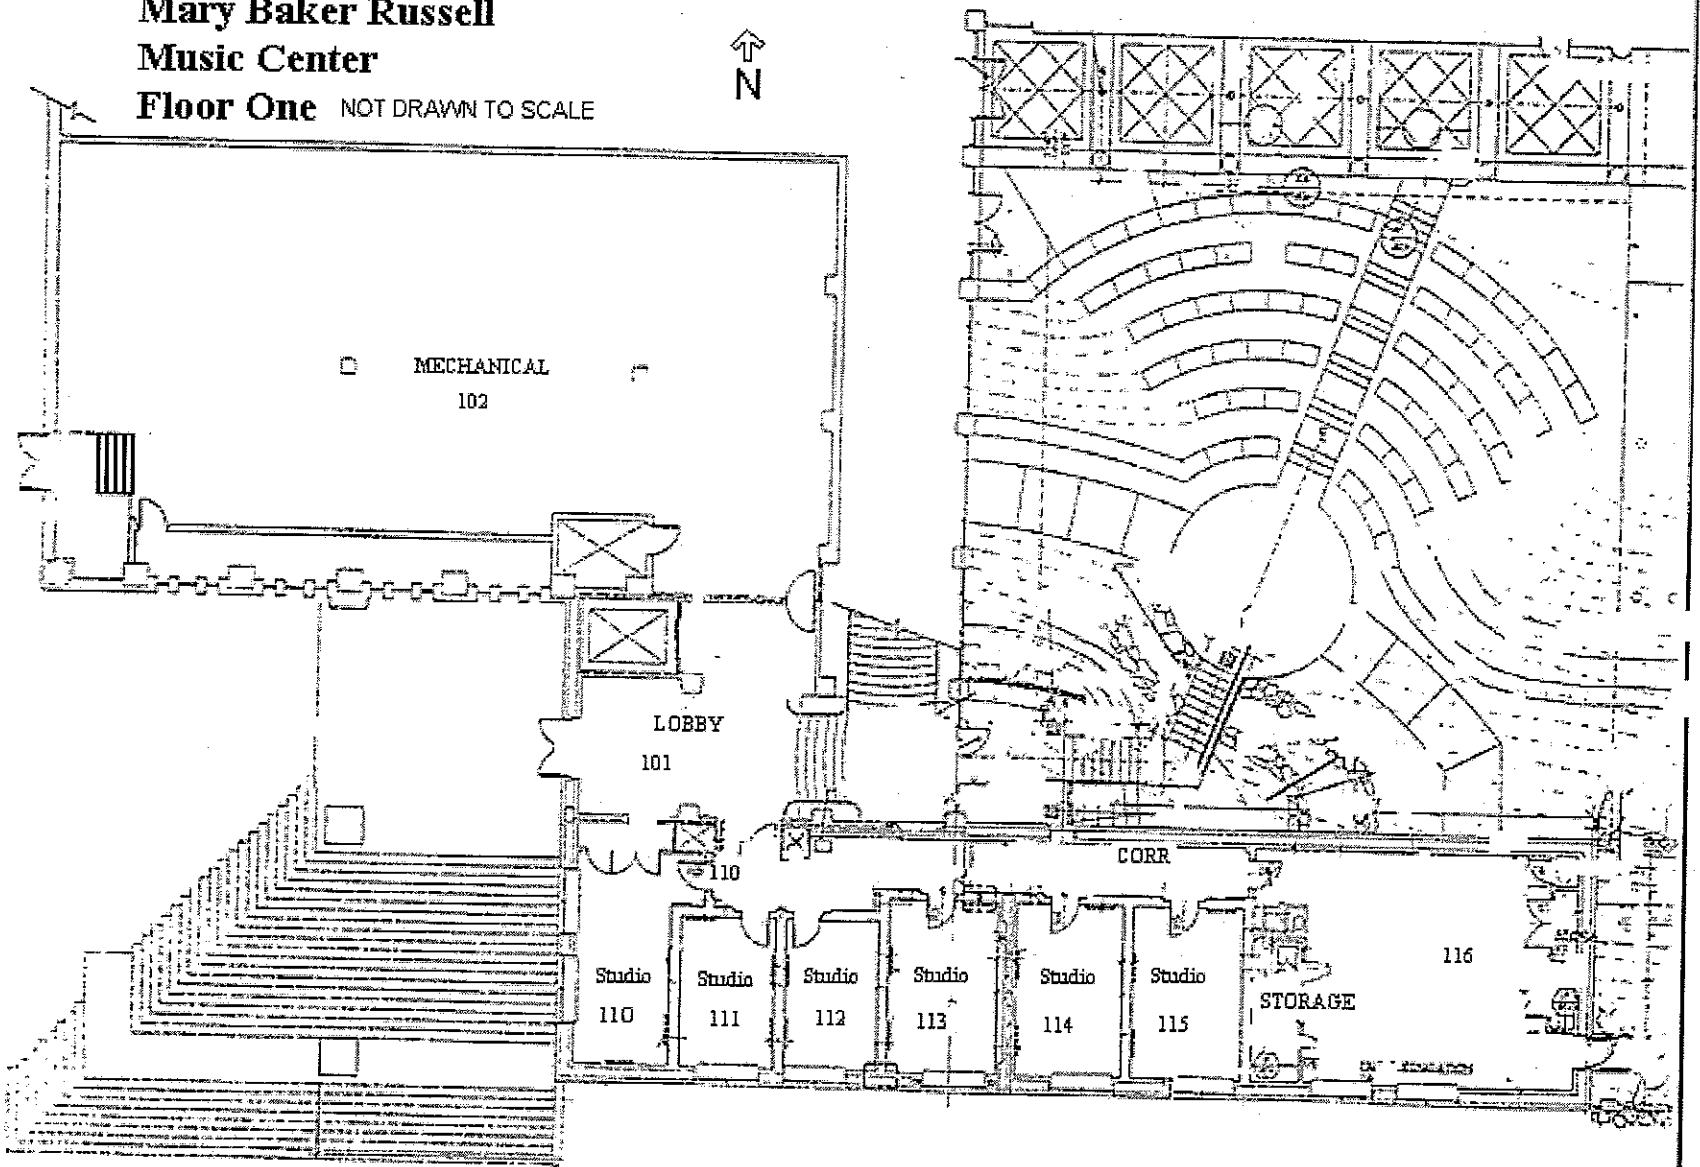 Mary Baker Russell
Music Center
Floor One NOT DRAWN TO SCALE
N
MECHANICAL
102
LOBBY
101
110
CORR
116
Studio
110
Studio
111
Studio
112
Studio
113
Studio
114
Studio
115
STORAGE